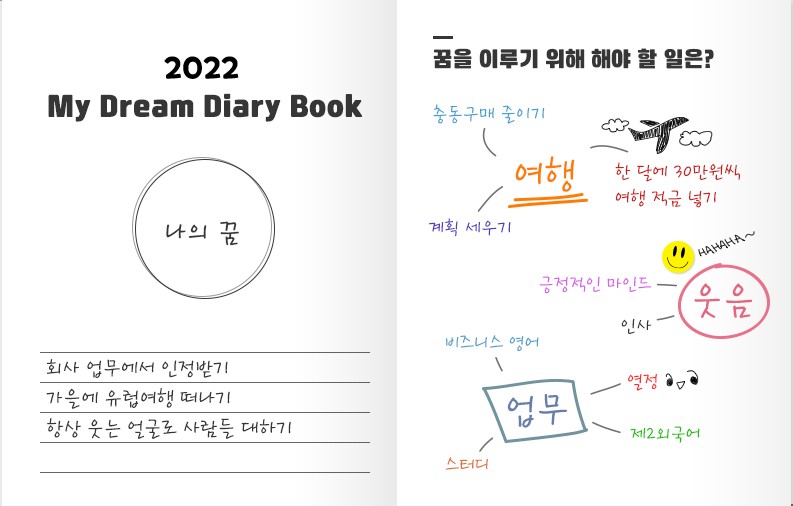 2022
My Dream Diary Book
나의 꿈
회사 업무에서 인정받기
가을에 유럽여행 떠나기
항상 웃는 얼굴로 사람들 대하기
꿈을 이루기 위해 해야 할 일은?
충동구매 줄이기
여행
한 달에 30만원씩
여행 적금 넣기
계획 세우기
HAHAHA~
긍정적인 마인드
웃음
인사
비즈니스 영어
열정
업무
제2외국어
스터디